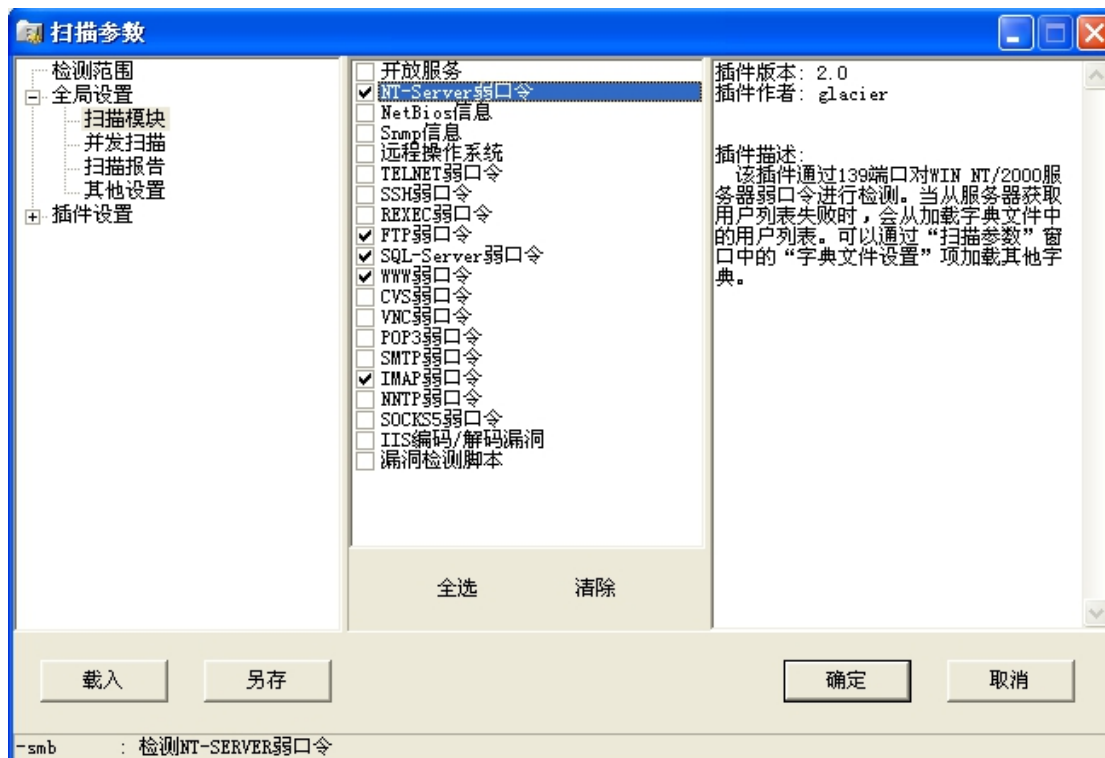 扫描参数
检测范围
全局设置
扫描模块
并发扫描
扫描报告
其他设置
插件设置
开放服务
NT-Server弱口令
NetBios信息
Snmp信息
远程操作系统
TELNET弱口令
SSH弱口令
REXEC弱口令
FTP弱口令
SQL-Server弱口令
WWW弱口令
CVS弱口令
VNC弱口令
POP3弱口令
SMTP弱口令
IMAP弱口令
NNTP弱口令
SOCKS5弱口令
IIS编码/解码漏洞
漏洞检测脚本
全选 清除
插件版本: 2.0
插件作者: glacier
插件描述:
该插件通过139端口对WIN NT/2000服
务器弱口令进行检测。当从服务器获取
用户列表失败时，会从加载字典文件中
的用户列表。可以通过“扫描参数”窗
口中的“字典文件设置”项加载其他字
典。
载入 另存 确定 取消
-smb : 检测NT-SERVER弱口令